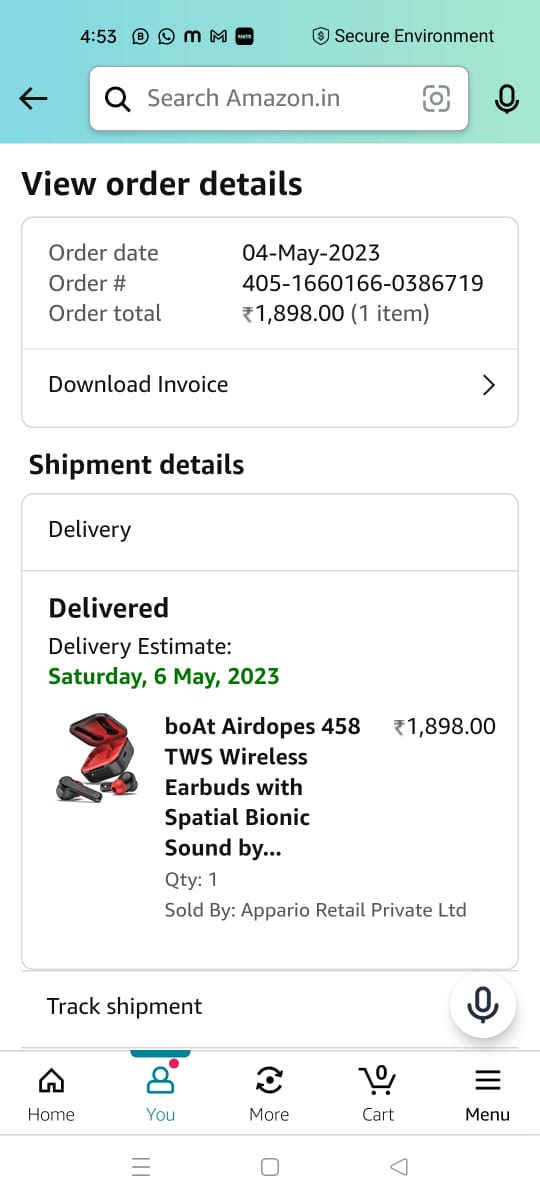 4:53 Secure Environment
Search Amazon.in
View order details
Order date 04-May-2023
Order # 405-1660166-0386719
Order total ₹1,898.00 (1 item)
Download Invoice
Shipment details
Delivery
Delivered
Delivery Estimate:
Saturday, 6 May, 2023
boAt Airdopes 458 ₹1,898.00
TWS Wireless
Earbuds with
Spatial Bionic
Sound by...
Qty: 1
Sold By: Appario Retail Private Ltd
Track shipment
0
Home You More Cart Menu